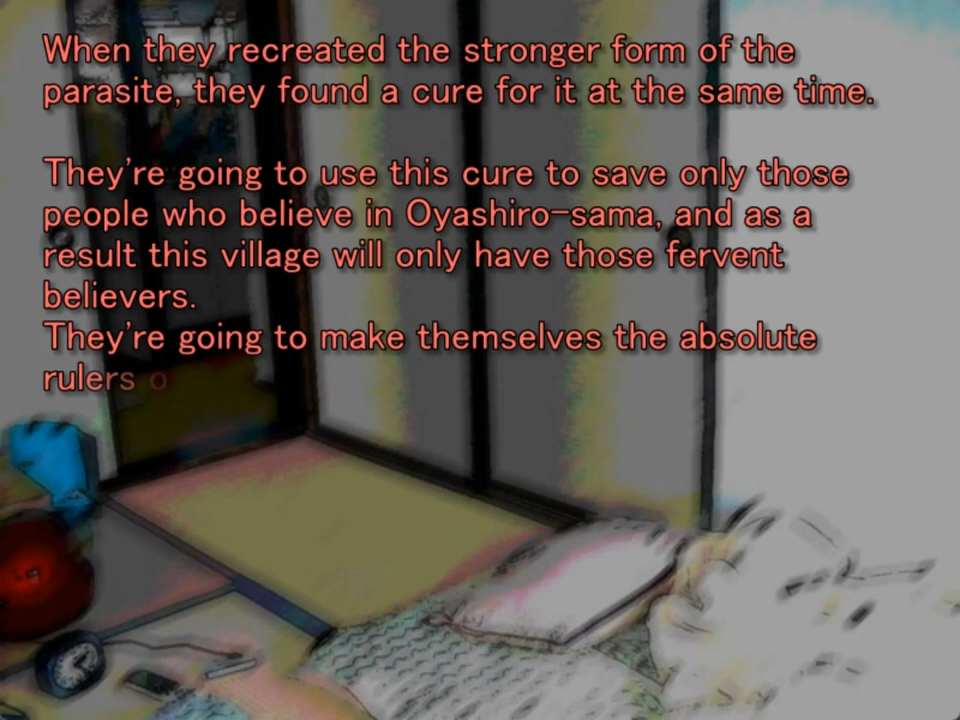 When they recreated the stronger form of the
parasite, they found a cure for it at the same time.
They're going to use this cure to save only those
people who believe in Oyashiro-sama, and as a
result this village will only have those fervent
believers.
They're going to make themselves the absolute
rulers o